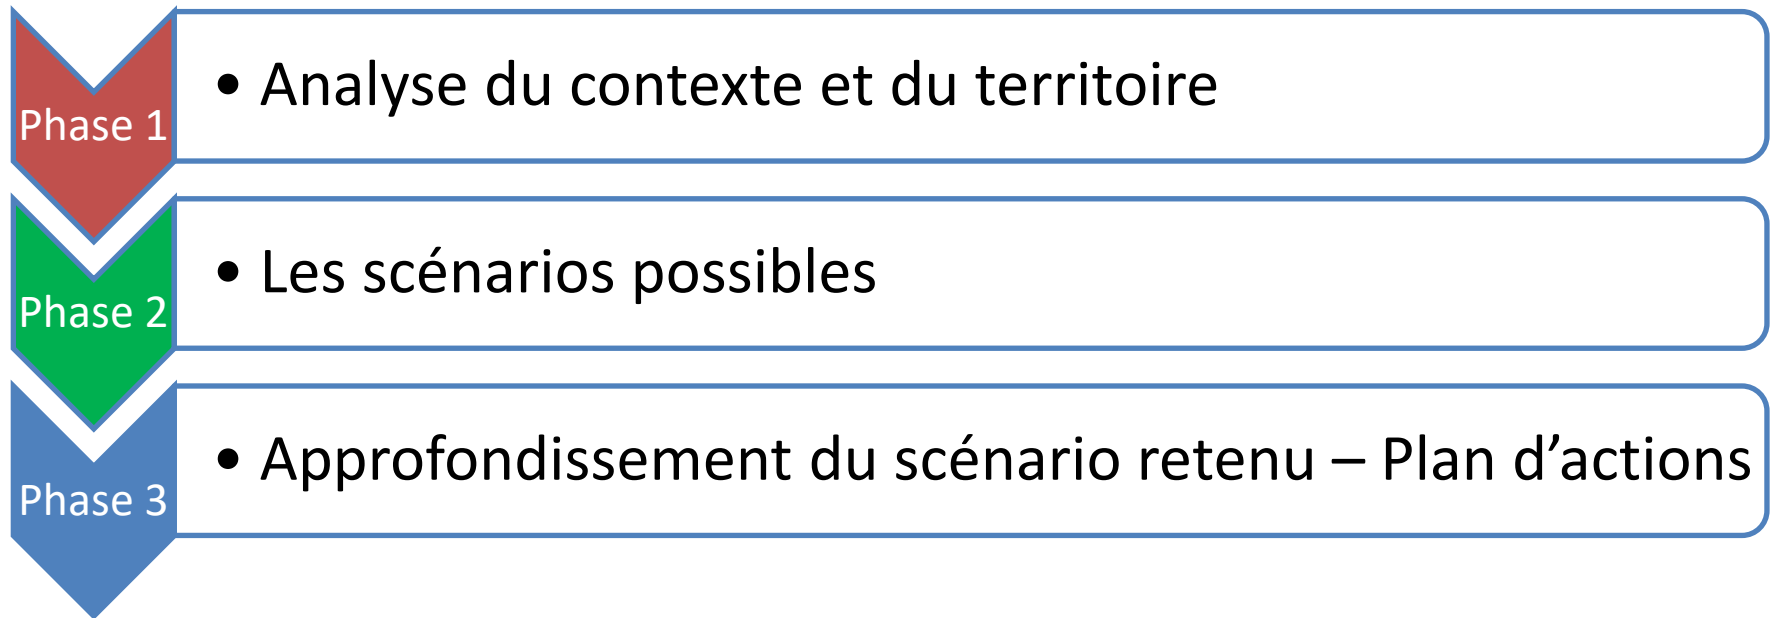 Phase 1
• Analyse du contexte et du territoire
Phase 2
• Les scénarios possibles
Phase 3
• Approfondissement du scénario retenu – Plan d’actions